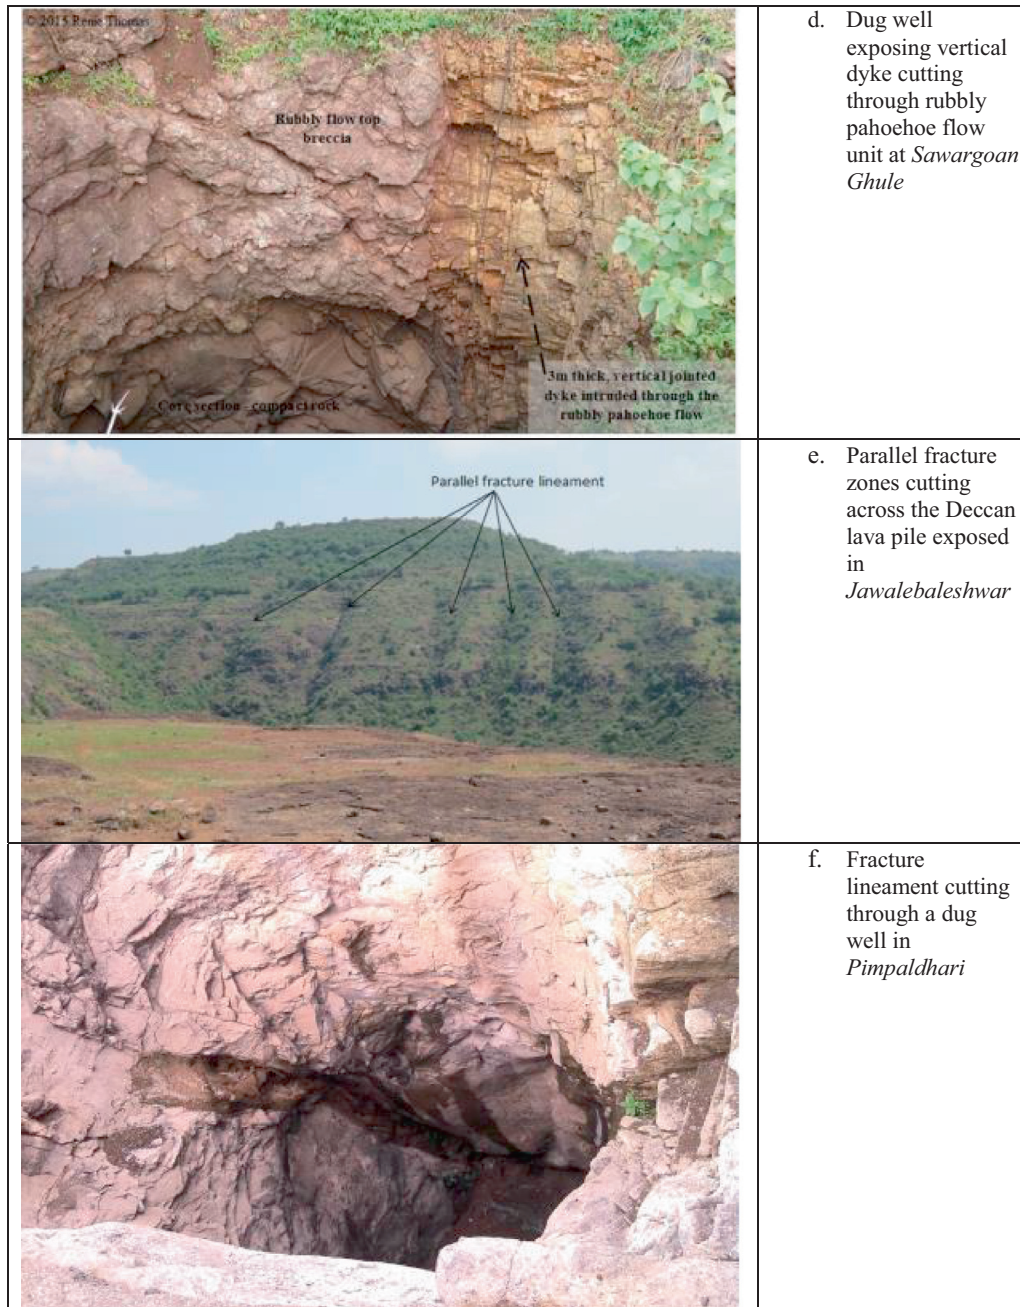 © 2015 Rene Thomas
Rubbly flow top
breccia
3m thick, vertical jointed
dyke intruded through the
rubbly pahoehoe flow
Core section - compact rock
d. Dug well
exposing vertical
dyke cutting
through rubbly
pahoehoe flow
unit at Sawargoan
Ghule
Parallel fracture lineament
e. Parallel fracture
zones cutting
across the Deccan
lava pile exposed
in
Jawalebaleshwar
f. Fracture
lineament cutting
through a dug
well in
Pimpaldhari